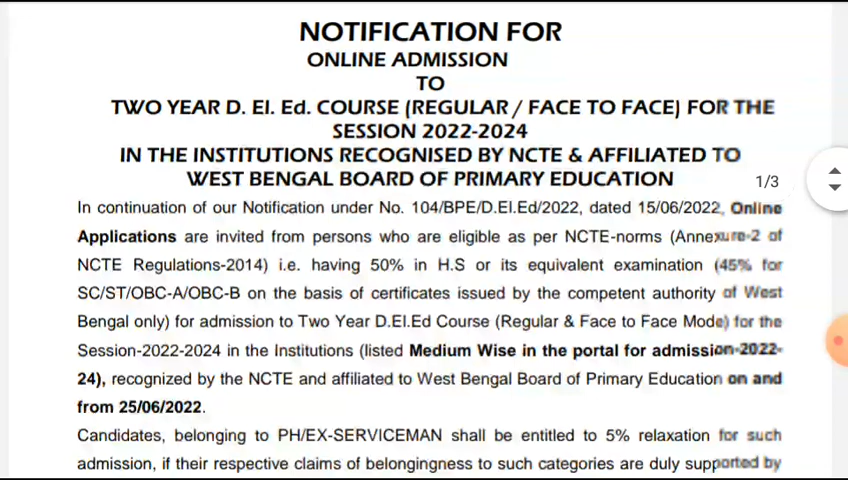 NOTIFICATION FOR
ONLINE ADMISSION
TO
TWO YEAR D. El. Ed. COURSE (REGULAR / FACE TO FACE) FOR THE
SESSION 2022-2024
IN THE INSTITUTIONS RECOGNISED BY NCTE & AFFILIATED TO
WEST BENGAL BOARD OF PRIMARY EDUCATION
1/3
In continuation of our Notification under No. 104/BPE/D.El.Ed/2022, dated 15/06/2022, Online
Applications are invited from persons who are eligible as per NCTE-norms (Annexure-2 of
NCTE Regulations-2014) i.e. having 50% in H.S or its equivalent examination (45% for
SC/ST/OBC-A/OBC-B on the basis of certificates issued by the competent authority of West
Bengal only) for admission to Two Year D.El.Ed Course (Regular & Face to Face Mode) for the
Session-2022-2024 in the Institutions (listed Medium Wise in the portal for admission-2022-
24), recognized by the NCTE and affiliated to West Bengal Board of Primary Education on and
from 25/06/2022.
Candidates, belonging to PH/EX-SERVICEMAN shall be entitled to 5% relaxation for such
admission, if their respective claims of belongingness to such categories are duly supported by